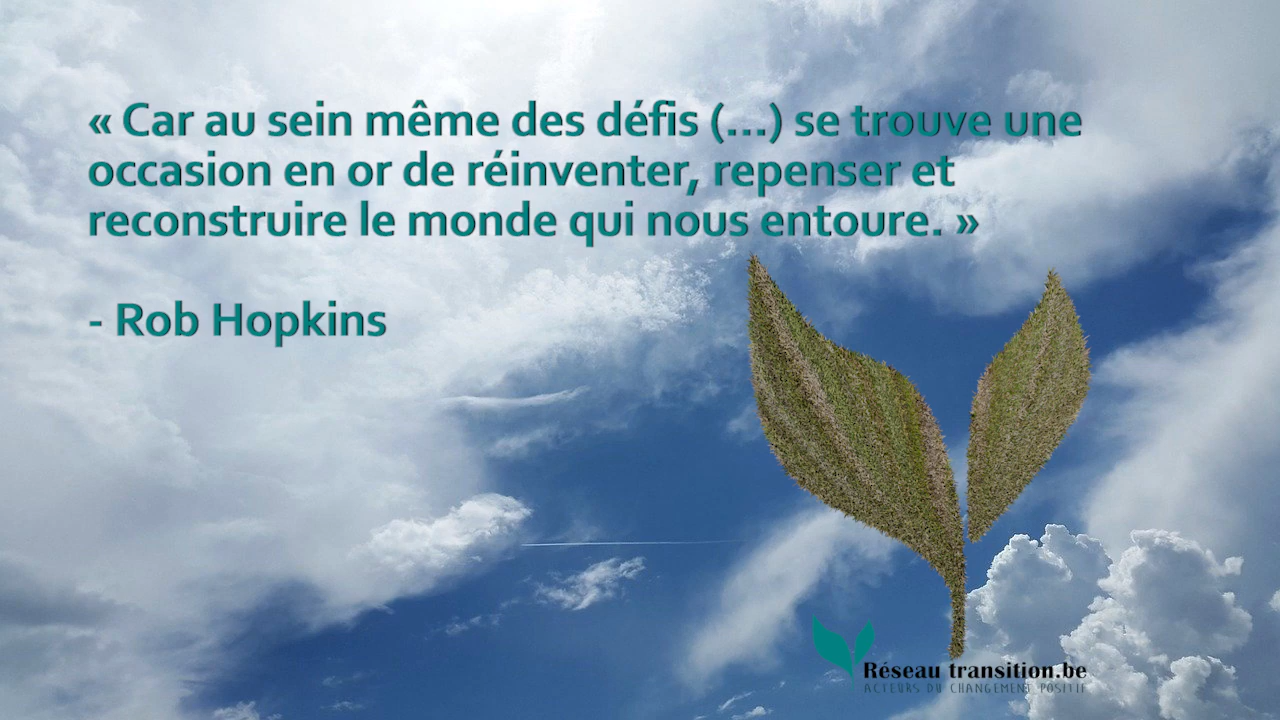 « Car au sein même des défis (...) se trouve une
occasion en or de réinventer, repenser et
reconstruire le monde qui nous entoure. »
- Rob Hopkins
Réseau transition.be
ACTEURS DU CHANGEMENT POSITIF